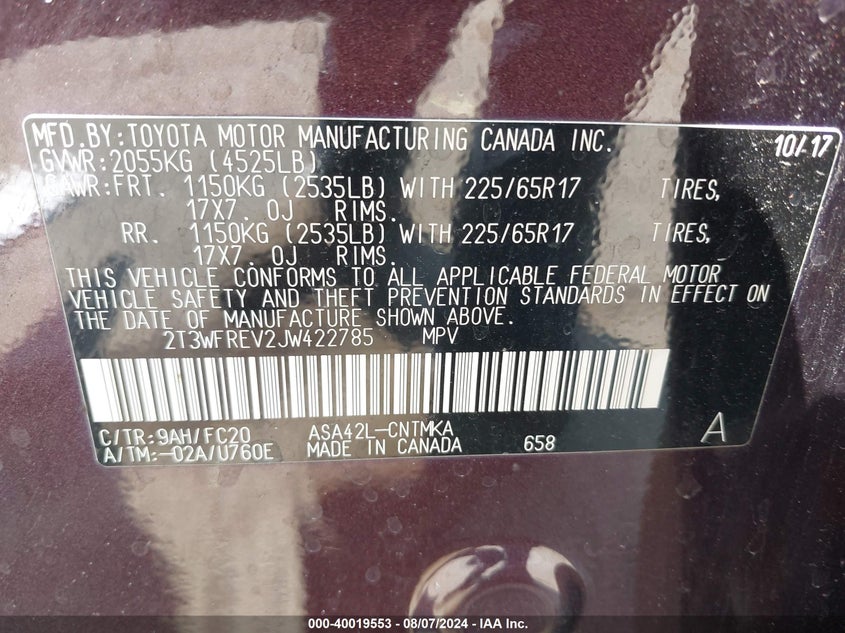 MFD.BY:TOYOTA MOTOR MANUFACTURING CANADA INC. 10/17
GVWR:2055KG (4525LB)
GAWR:FRT. 1150KG (2535LB) WITH 225/65R17 TIRES,
17X7. 0J RIMS.
RR. 1150KG (2535LB) WITH 225/65R17 TIRES,
17X7. 0J RIMS.
THIS VEHICLE CONFORMS TO ALL APPLICABLE FEDERAL MOTOR
VEHICLE SAFETY AND THEFT PREVENTION STANDARDS IN EFFECT ON
THE DATE OF MANUFACTURE SHOWN ABOVE.
2T3WFREV2JW422785 MPV
C/TR:9AH/FC20 ASA42L-CNTMKA
A/TM:-02A/U760E MADE IN CANADA 658 A
000-40019553 - 08/07/2024 - IAA Inc.